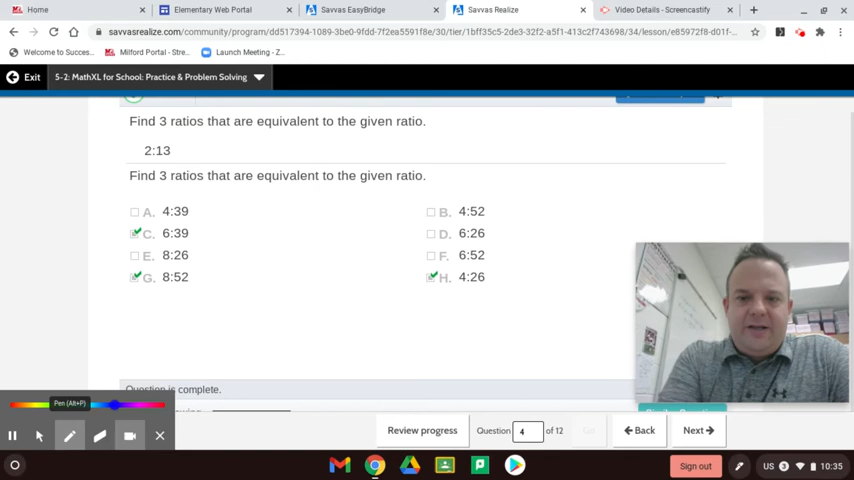 Home
Elementary Web Portal
Savvas EasyBridge
Savvas Realize
Video Details - Screencastify
savvasrealize.com/community/program/dd517394-1089-3be0-9fdd-7f2ea5591f8e/30/tier/1bff35c5-2de3-32f2-a5f1-413c2f743698/34/lesson/e85972f8-d01f-
Welcome to Succes...
Milford Portal - Stre...
Launch Meeting - Z...
Exit
5-2: MathXL for School: Practice & Problem Solving
Find 3 ratios that are equivalent to the given ratio.
2:13
Find 3 ratios that are equivalent to the given ratio.
A. 4:39
B. 4:52
C. 6:39
D. 6:26
E. 8:26
F. 6:52
G. 8:52
H. 4:26
Question is complete.
Pen (Alt+P)
Review progress
Question 4 of 12
Go
Back
Next
Sign out
US
3
10:35